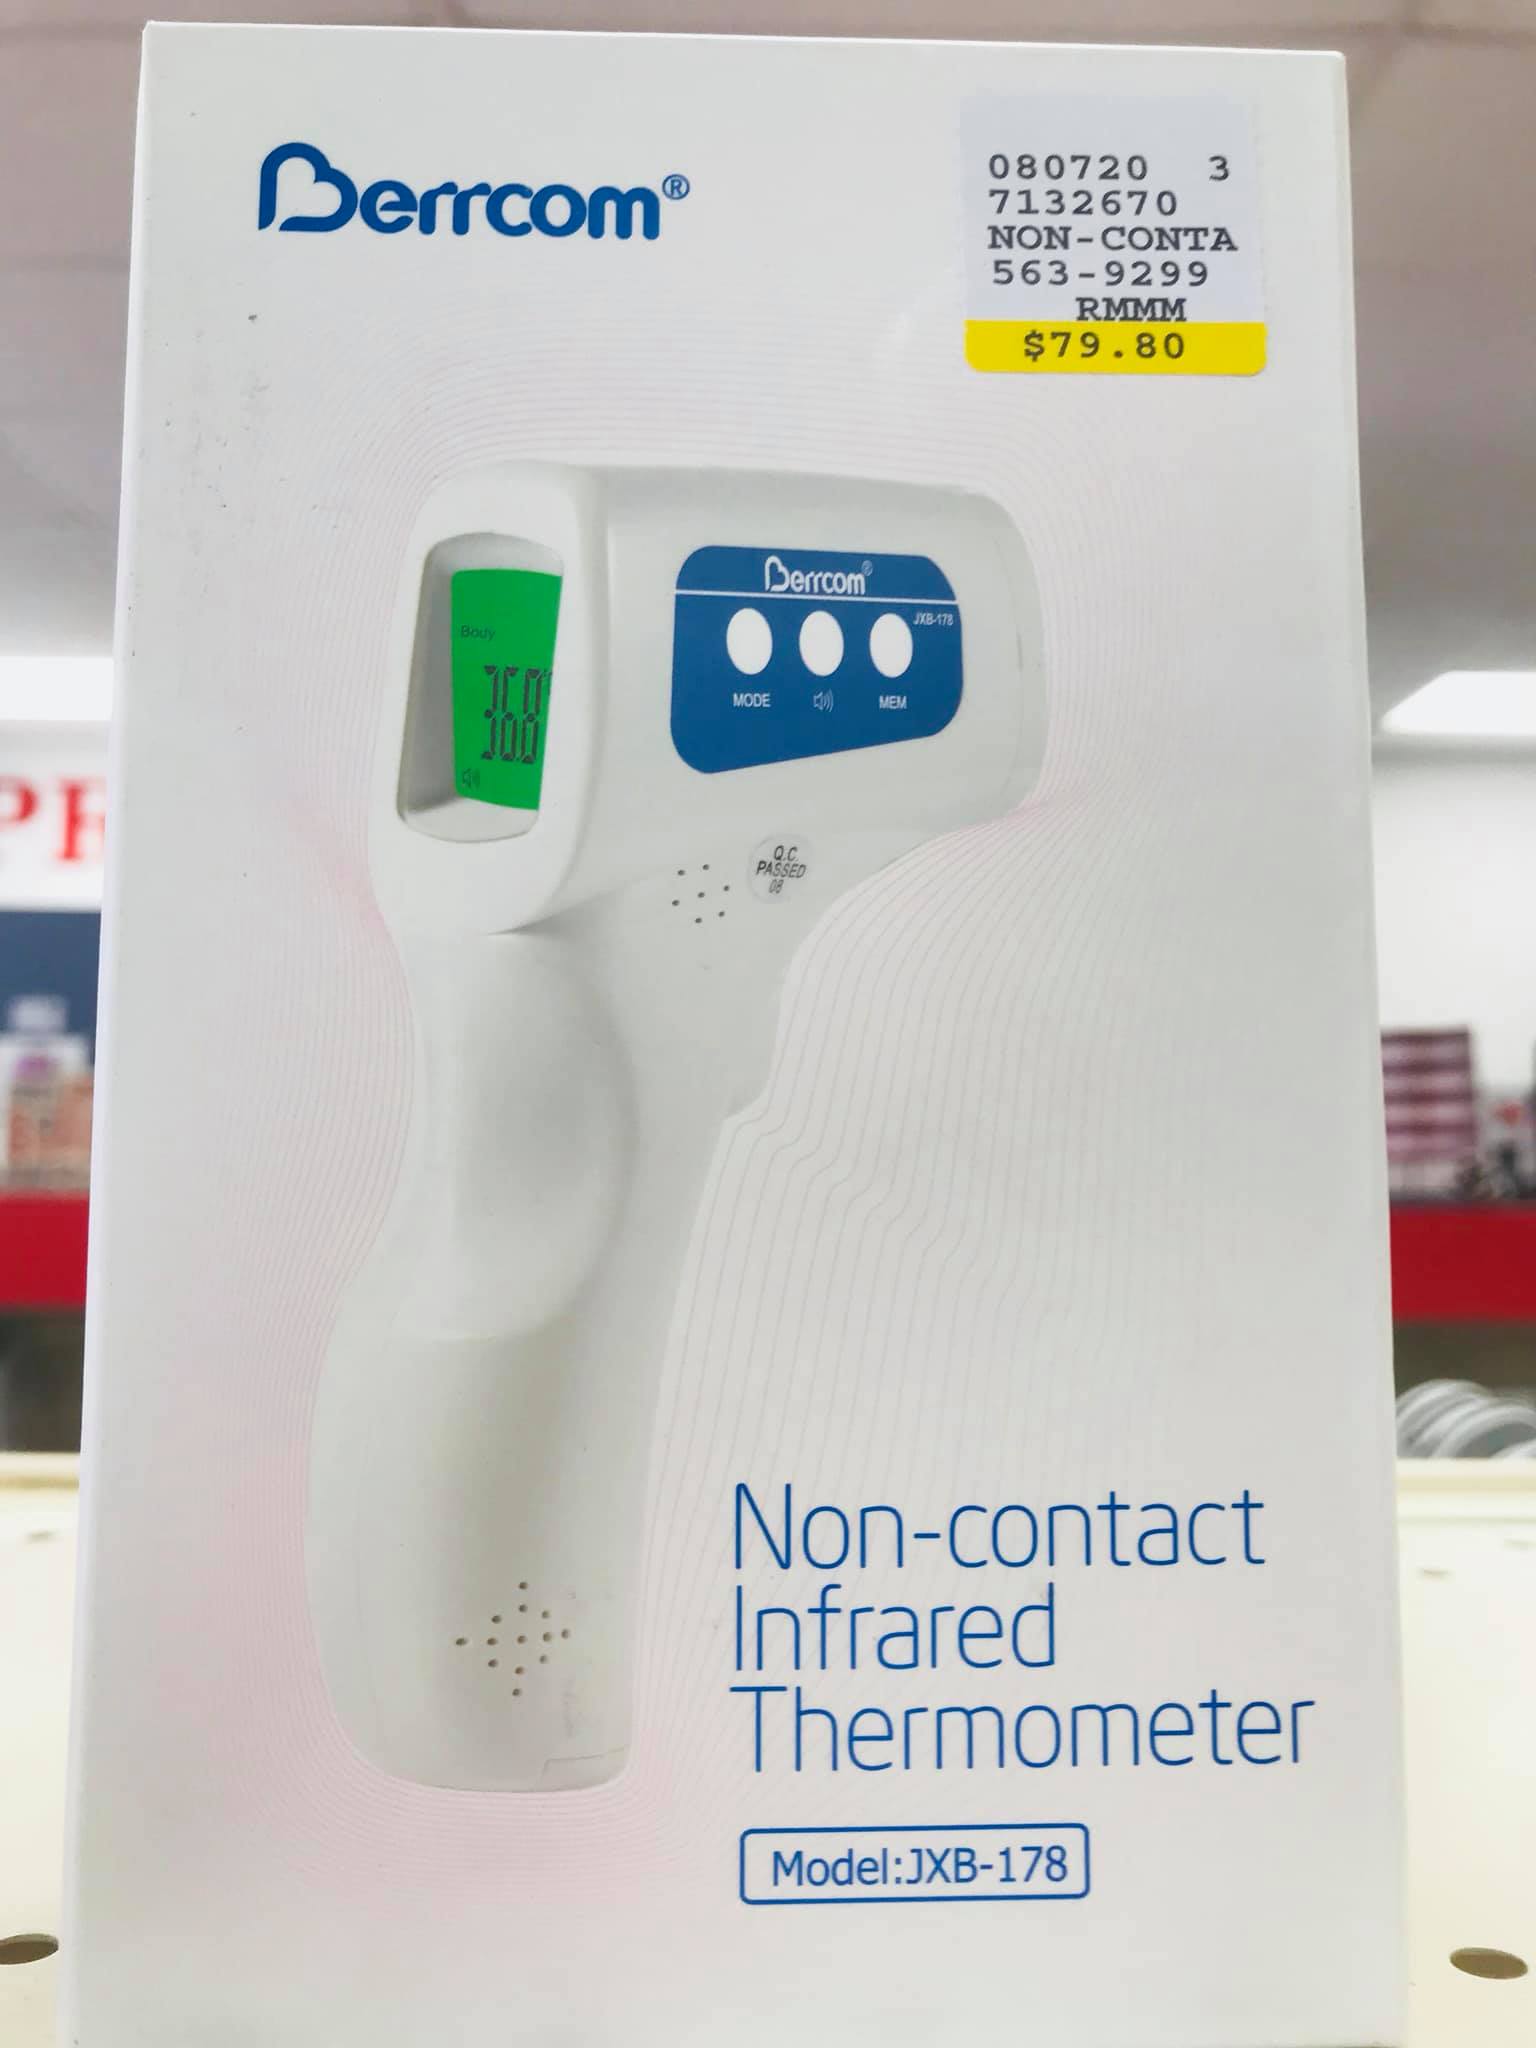 Berrcom®
080720 3
7132670
NON-CONTA
563-9299
RMMM
$79.80
Berrcom®
JXB-178
MODE
MEM
Body
36.8
Q.C.
PASSED
08
PH
Non-contact
Infrared
Thermometer
Model:JXB-178